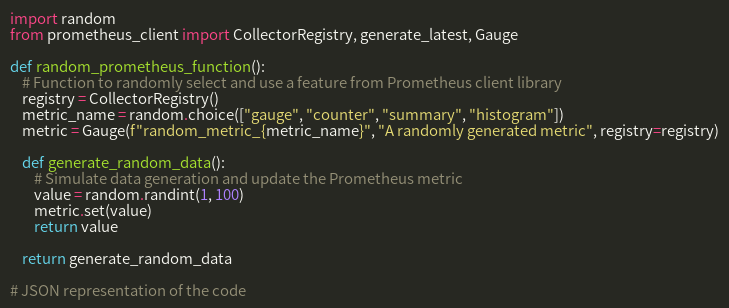 import random
from prometheus_client import CollectorRegistry, generate_latest, Gauge
def random_prometheus_function():
# Function to randomly select and use a feature from Prometheus client library
registry = CollectorRegistry()
metric_name = random.choice(["gauge", "counter", "summary", "histogram"])
metric = Gauge(f"random_metric_{metric_name}", "A randomly generated metric", registry=registry)
def generate_random_data():
# Simulate data generation and update the Prometheus metric
value = random.randint(1, 100)
metric.set(value)
return value
return generate_random_data
# JSON representation of the code